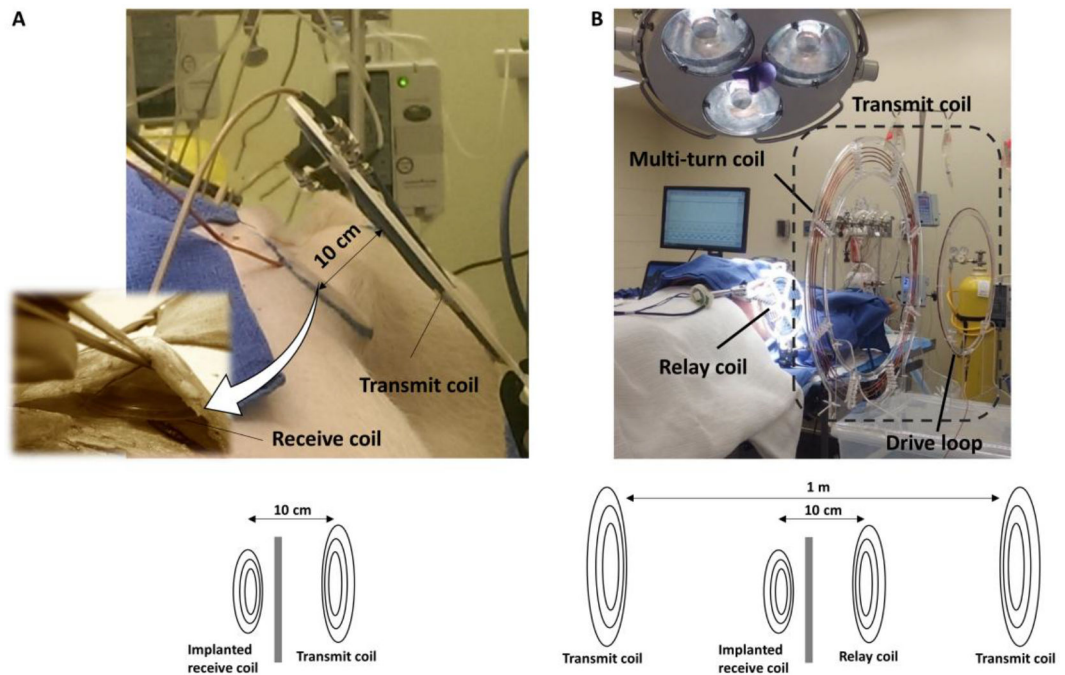 A
10 cm
Transmit coil
Receive coil
10 cm
Implanted
receive coil
Transmit coil
B
Transmit coil
Multi-turn coil
Relay coil
Drive loop
1 m
10 cm
Transmit coil
Implanted
receive coil
Relay coil
Transmit coil